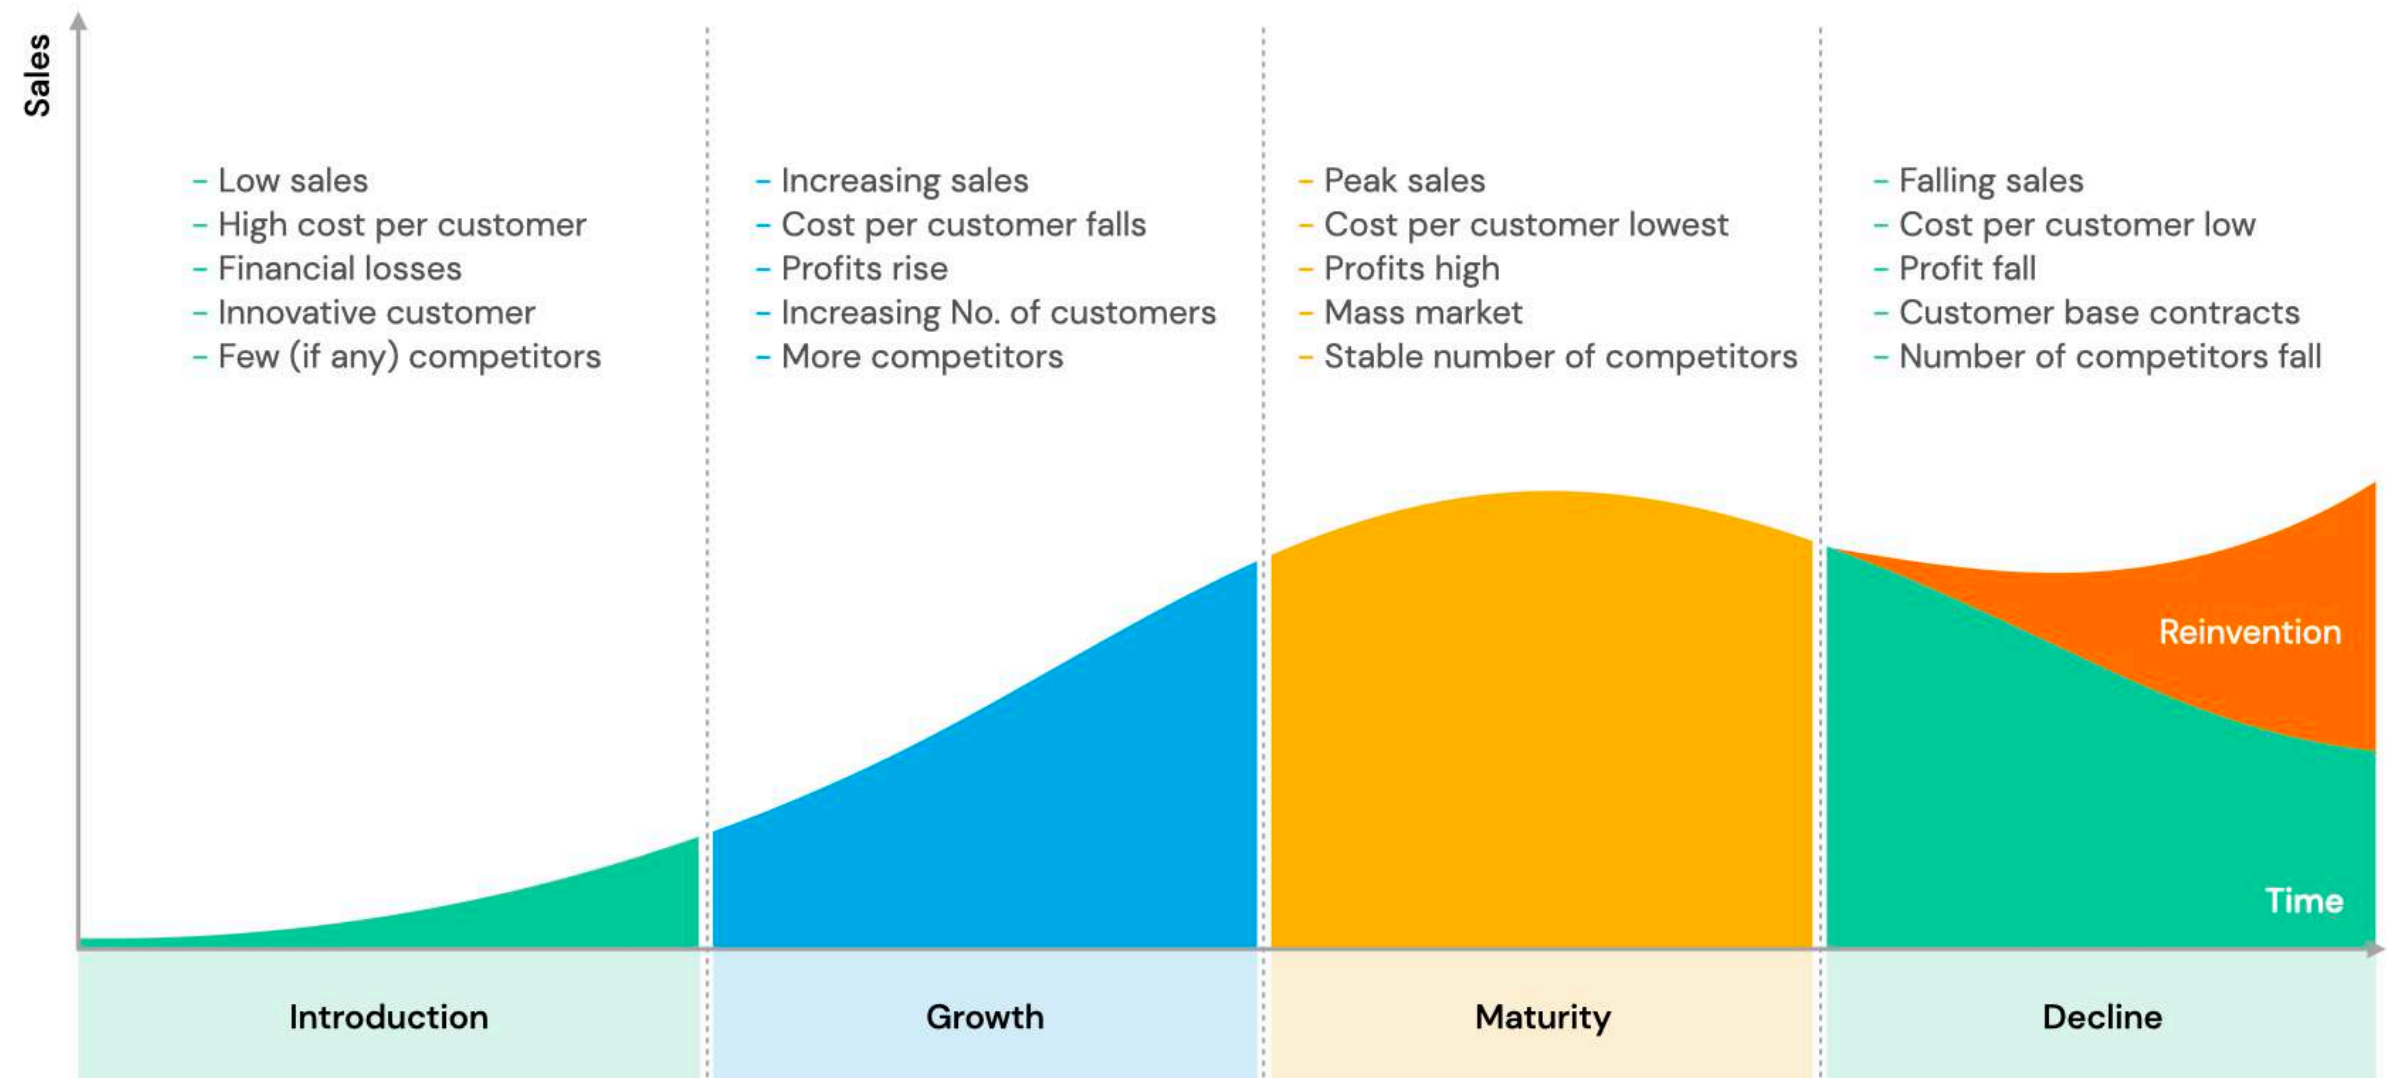 Sales
– Low sales
– High cost per customer
– Financial losses
– Innovative customer
– Few (if any) competitors
– Increasing sales
– Cost per customer falls
– Profits rise
– Increasing No. of customers
– More competitors
– Peak sales
– Cost per customer lowest
– Profits high
– Mass market
– Stable number of competitors
– Falling sales
– Cost per customer low
– Profit fall
– Customer base contracts
– Number of competitors fall
Reinvention
Time
Introduction
Growth
Maturity
Decline